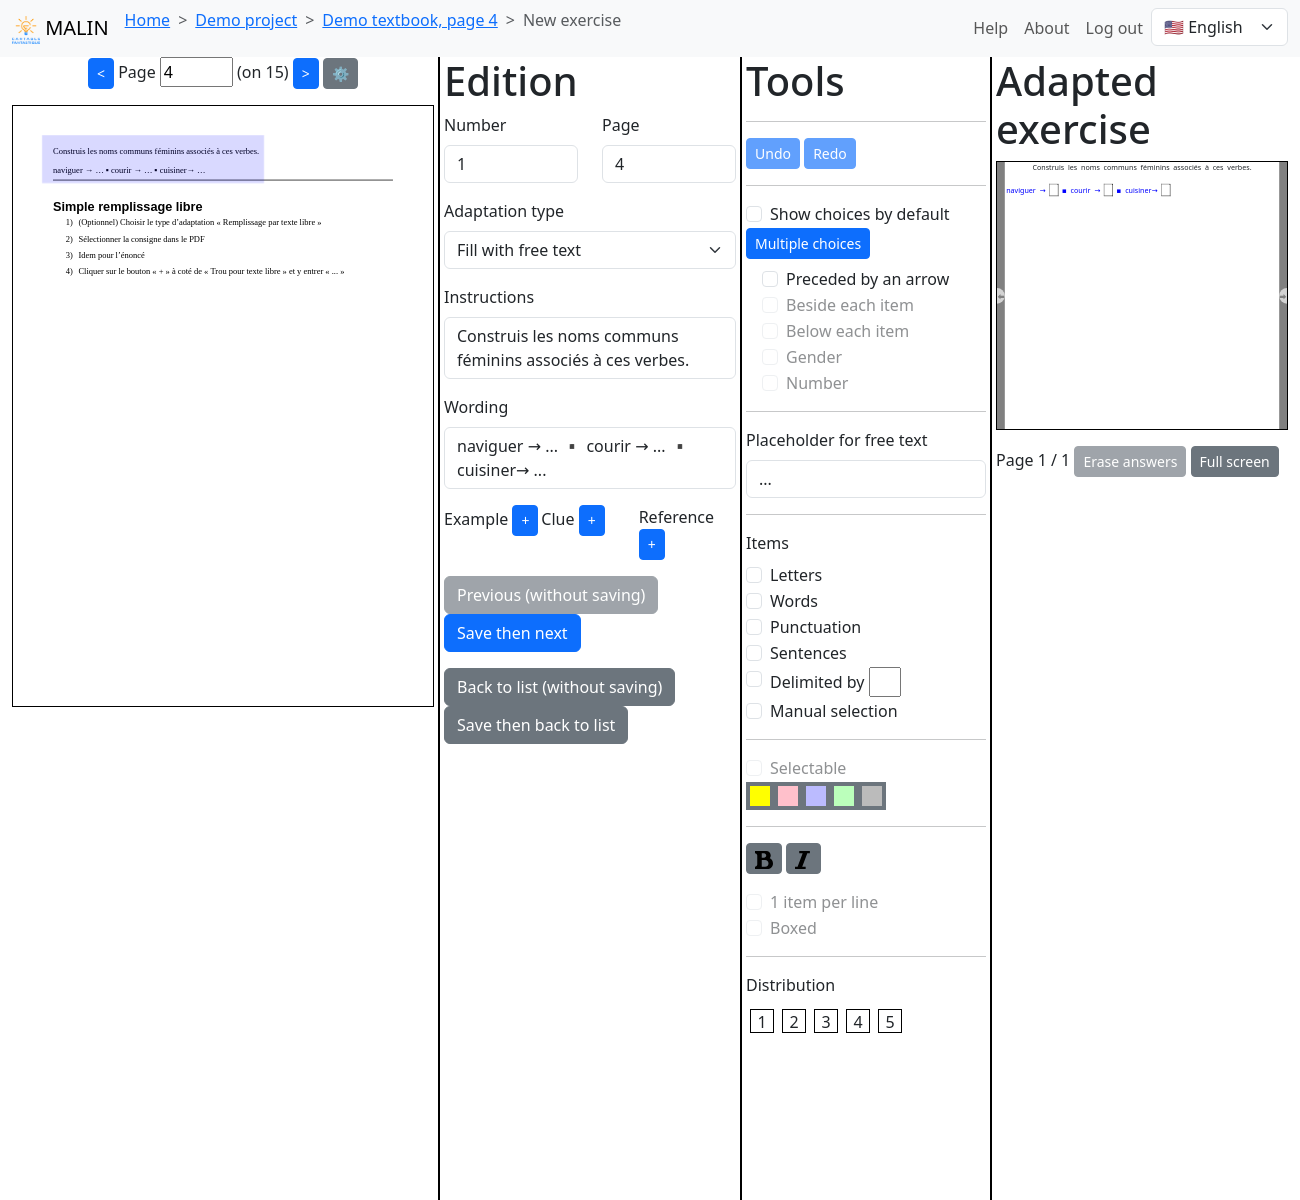 MALIN
Home > Demo project > Demo textbook, page 4 > New exercise
Help About Log out 🇺🇸 English
< Page 4 (on 15) > ⚙️
Construis les noms communs féminins associés à ces verbes.
naviguer → … ▪ courir → … ▪ cuisiner→ …
Simple remplissage libre
1) (Optionnel) Choisir le type d’adaptation « Remplissage par texte libre »
2) Sélectionner la consigne dans le PDF
3) Idem pour l’énoncé
4) Cliquer sur le bouton « + » à coté de « Trou pour texte libre » et y entrer « ... »
Edition
Number Page
1 4
Adaptation type
Fill with free text
Instructions
Construis les noms communs
féminins associés à ces verbes.
Wording
naviguer → … ▪ courir → … ▪
cuisiner→ …
Example + Clue + Reference
+
Previous (without saving)
Save then next
Back to list (without saving)
Save then back to list
Tools
Undo Redo
Show choices by default
Multiple choices
Preceded by an arrow
Beside each item
Below each item
Gender
Number
Placeholder for free text
...
Items
Letters
Words
Punctuation
Sentences
Delimited by
Manual selection
Selectable
B I
1 item per line
Boxed
Distribution
1 2 3 4 5
Adapted
exercise
Construis les noms communs féminins associés à ces verbes.
naviguer → ▪ courir → ▪ cuisiner→
Page 1 / 1 Erase answers Full screen